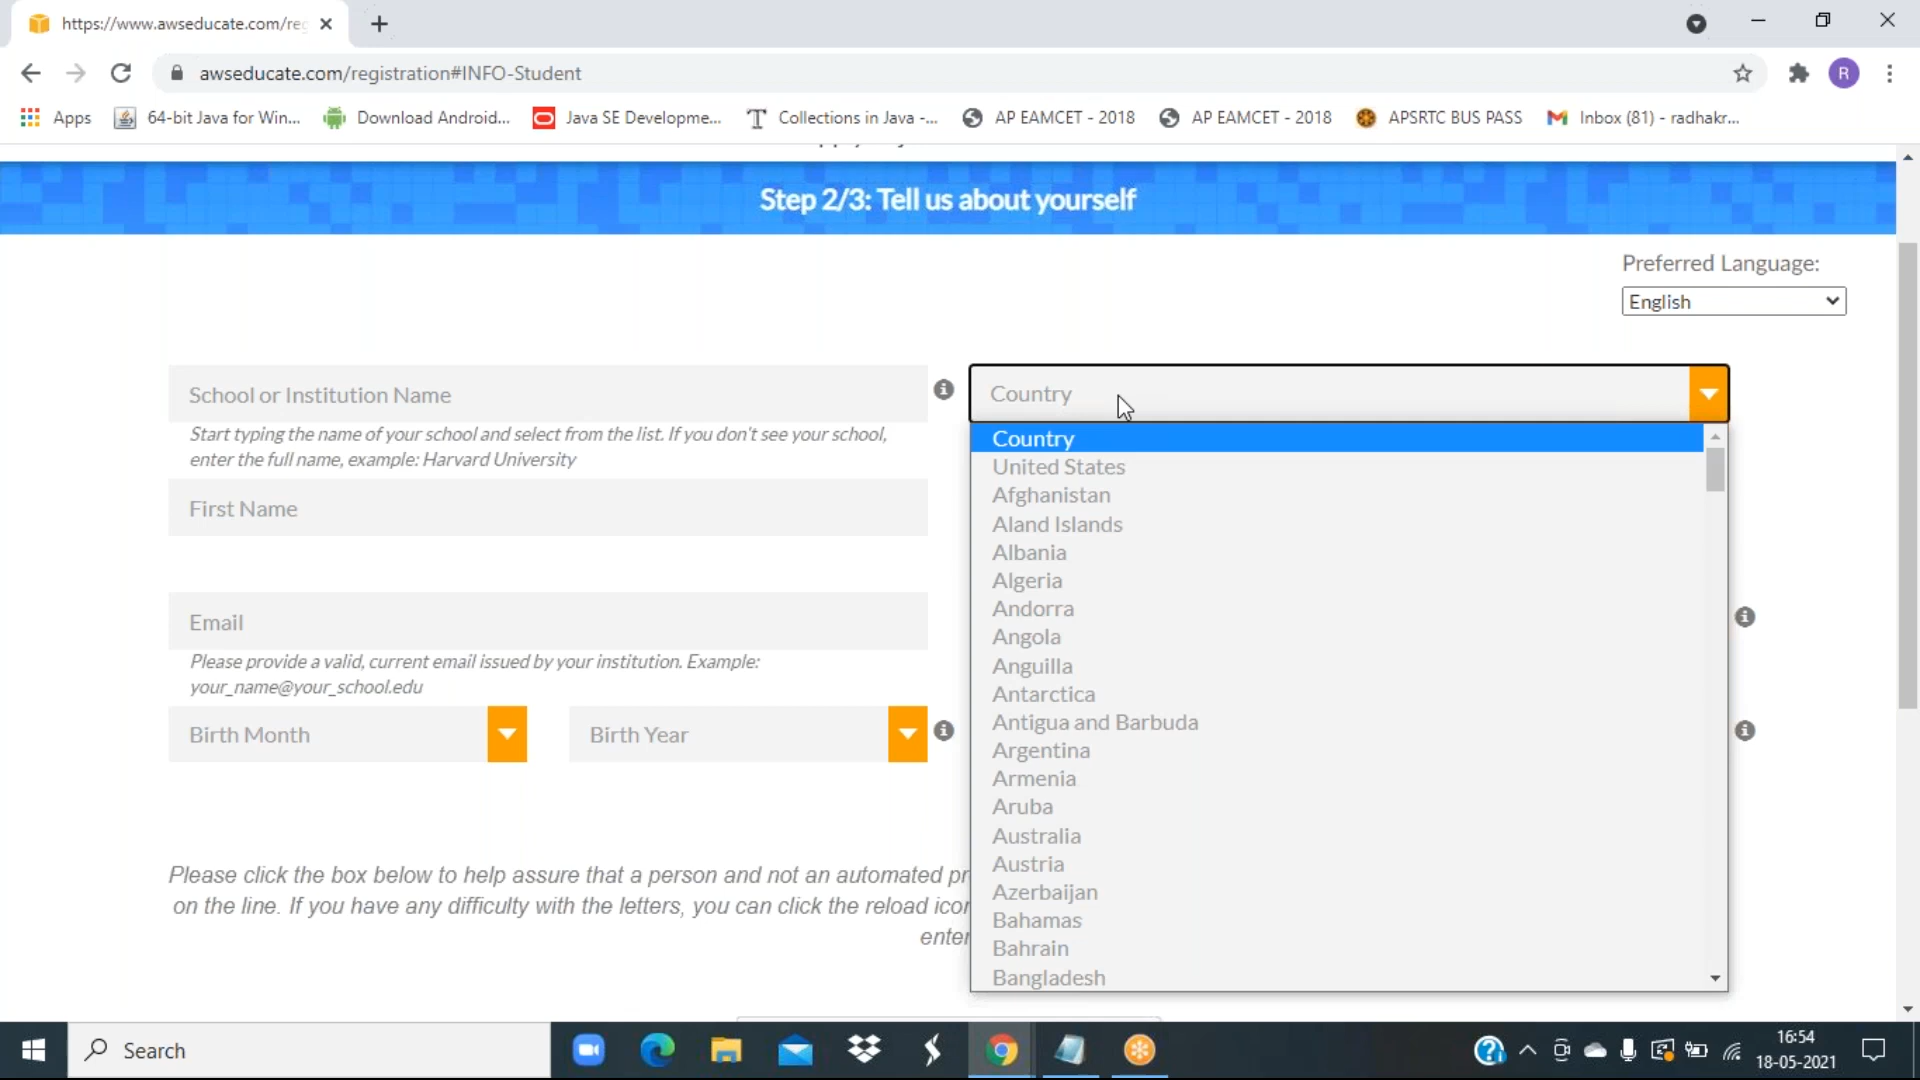 https://www.awseducate.com/reg
awseducate.com/registration#INFO-Student
R
Apps
64-bit Java for Win...
Download Android...
Java SE Developme...
Collections in Java -...
AP EAMCET - 2018
AP EAMCET - 2018
APSRTC BUS PASS
Inbox (81) - radhakr...
Step 2/3: Tell us about yourself
Preferred Language:
English
School or Institution Name
Start typing the name of your school and select from the list. If you don't see your school,
enter the full name, example: Harvard University
First Name
Email
Please provide a valid, current email issued by your institution. Example:
your_name@your_school.edu
Birth Month
Birth Year
Country
Country
United States
Afghanistan
Aland Islands
Albania
Algeria
Andorra
Angola
Anguilla
Antarctica
Antigua and Barbuda
Argentina
Armenia
Aruba
Australia
Austria
Azerbaijan
Bahamas
Bahrain
Bangladesh
Please click the box below to help assure that a person and not an automated pr
on the line. If you have any difficulty with the letters, you can click the reload icon
enter
Search
16:54
18-05-2021